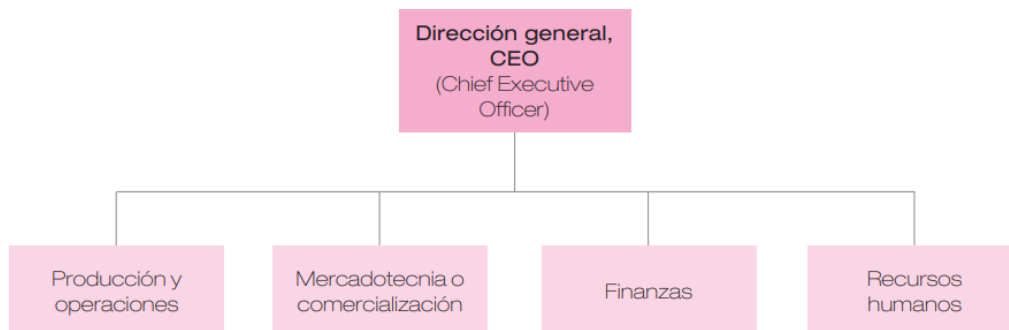 Dirección general,
CEO
(Chief Executive
Officer)
Producción y
operaciones
Mercadotecnia o
comercialización
Finanzas
Recursos
humanos